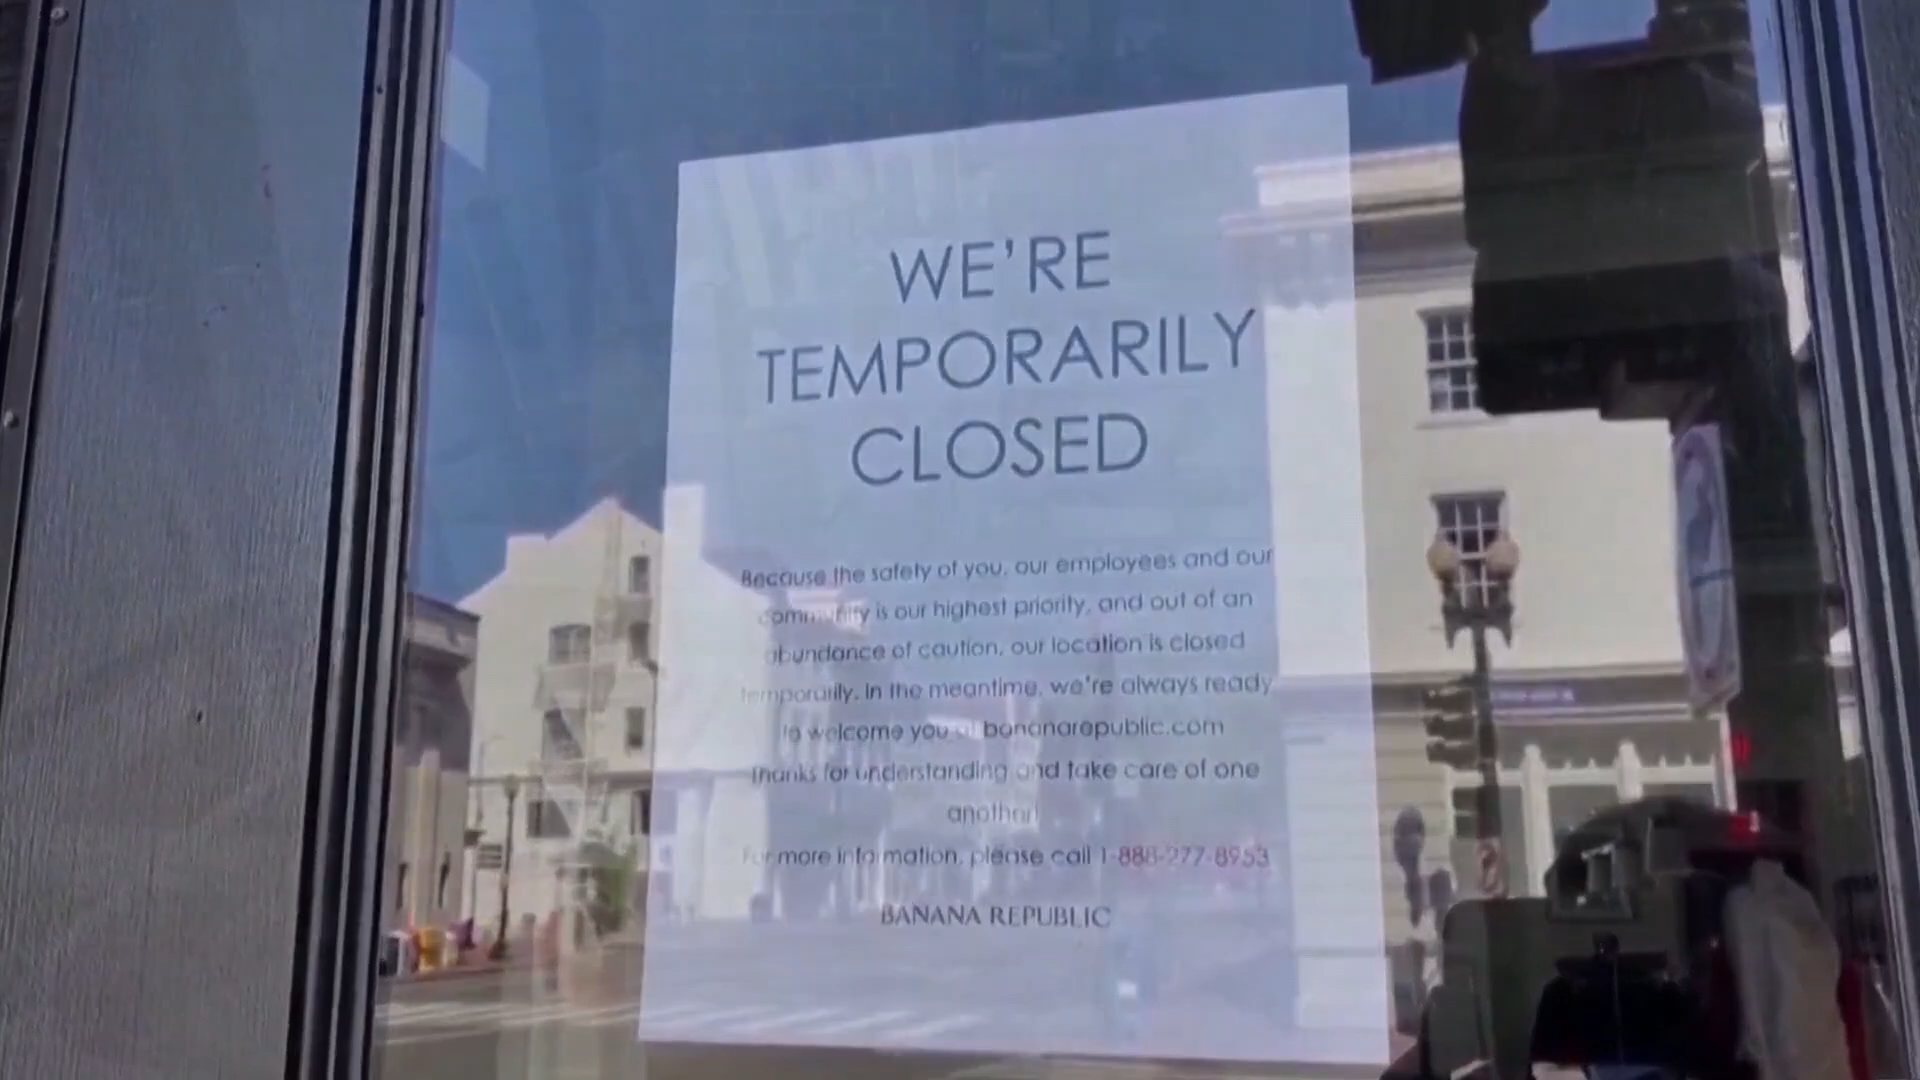 WE'RE
TEMPORARILY
CLOSED
Because the safety of you, our employees and our
community is our highest priority, and out of an
abundance of caution, our location is closed
temporarily. In the meantime, we're always ready
to welcome you at bananarepublic.com
Thanks for understanding and take care of one
another!
For more information, please call 1-888-277-8953
BANANA REPUBLIC